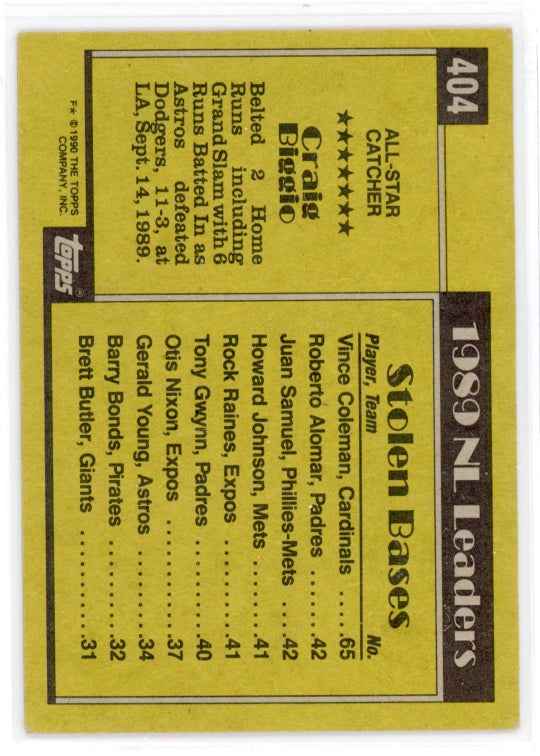 404
ALL-STAR
CATCHER
★★★★★★★
Craig
Biggio
Belted 2 Home
Runs including
Grand Slam with 6
Runs Batted In as
Astros defeated
Dodgers, 11-3, at
LA, Sept. 14, 1989.
F★ ©1990 THE TOPPS
COMPANY, INC.
topps®
1989 NL Leaders
Stolen Bases
Player, Team No.
Vince Coleman, Cardinals ....65
Roberto Alomar, Padres ......42
Juan Samuel, Phillies-Mets ..42
Howard Johnson, Mets ........41
Rock Raines, Expos ..........41
Tony Gwynn, Padres ..........40
Otis Nixon, Expos ...........37
Gerald Young, Astros ........34
Barry Bonds, Pirates ........32
Brett Butler, Giants ........31